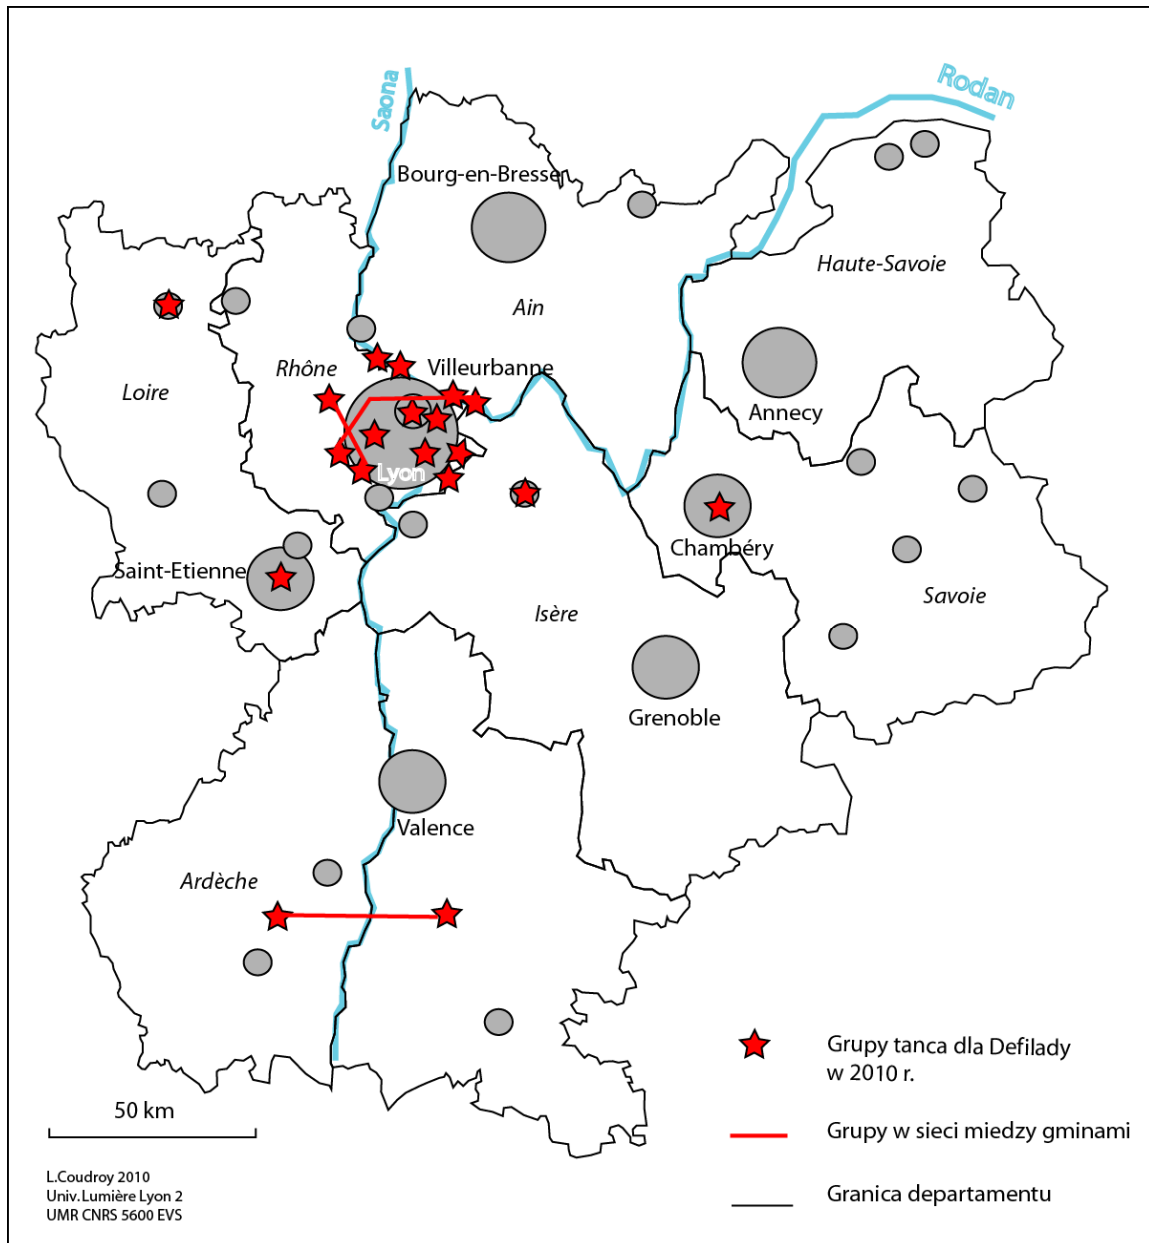 Saona
Rodan
Bourg-en-Bresse
Haute-Savoie
Ain
Villeurbanne
Rhône
Loire
Annecy
Lyon
Chambéry
Saint-Etienne
Savoie
Isère
Grenoble
Valence
Ardèche
Grupy tanca dla Defilady
w 2010 r.
50 km
Grupy w sieci miedzy gminami
L.Coudroy 2010
Univ.Lumière Lyon 2
UMR CNRS 5600 EVS
Granica departamentu